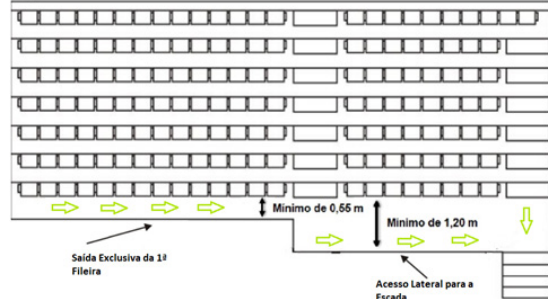 Mínimo de 0,55 m
Mínimo de 1,20 m
Saída Exclusiva da 1ª
Fileira
Acesso Lateral para a
Escada